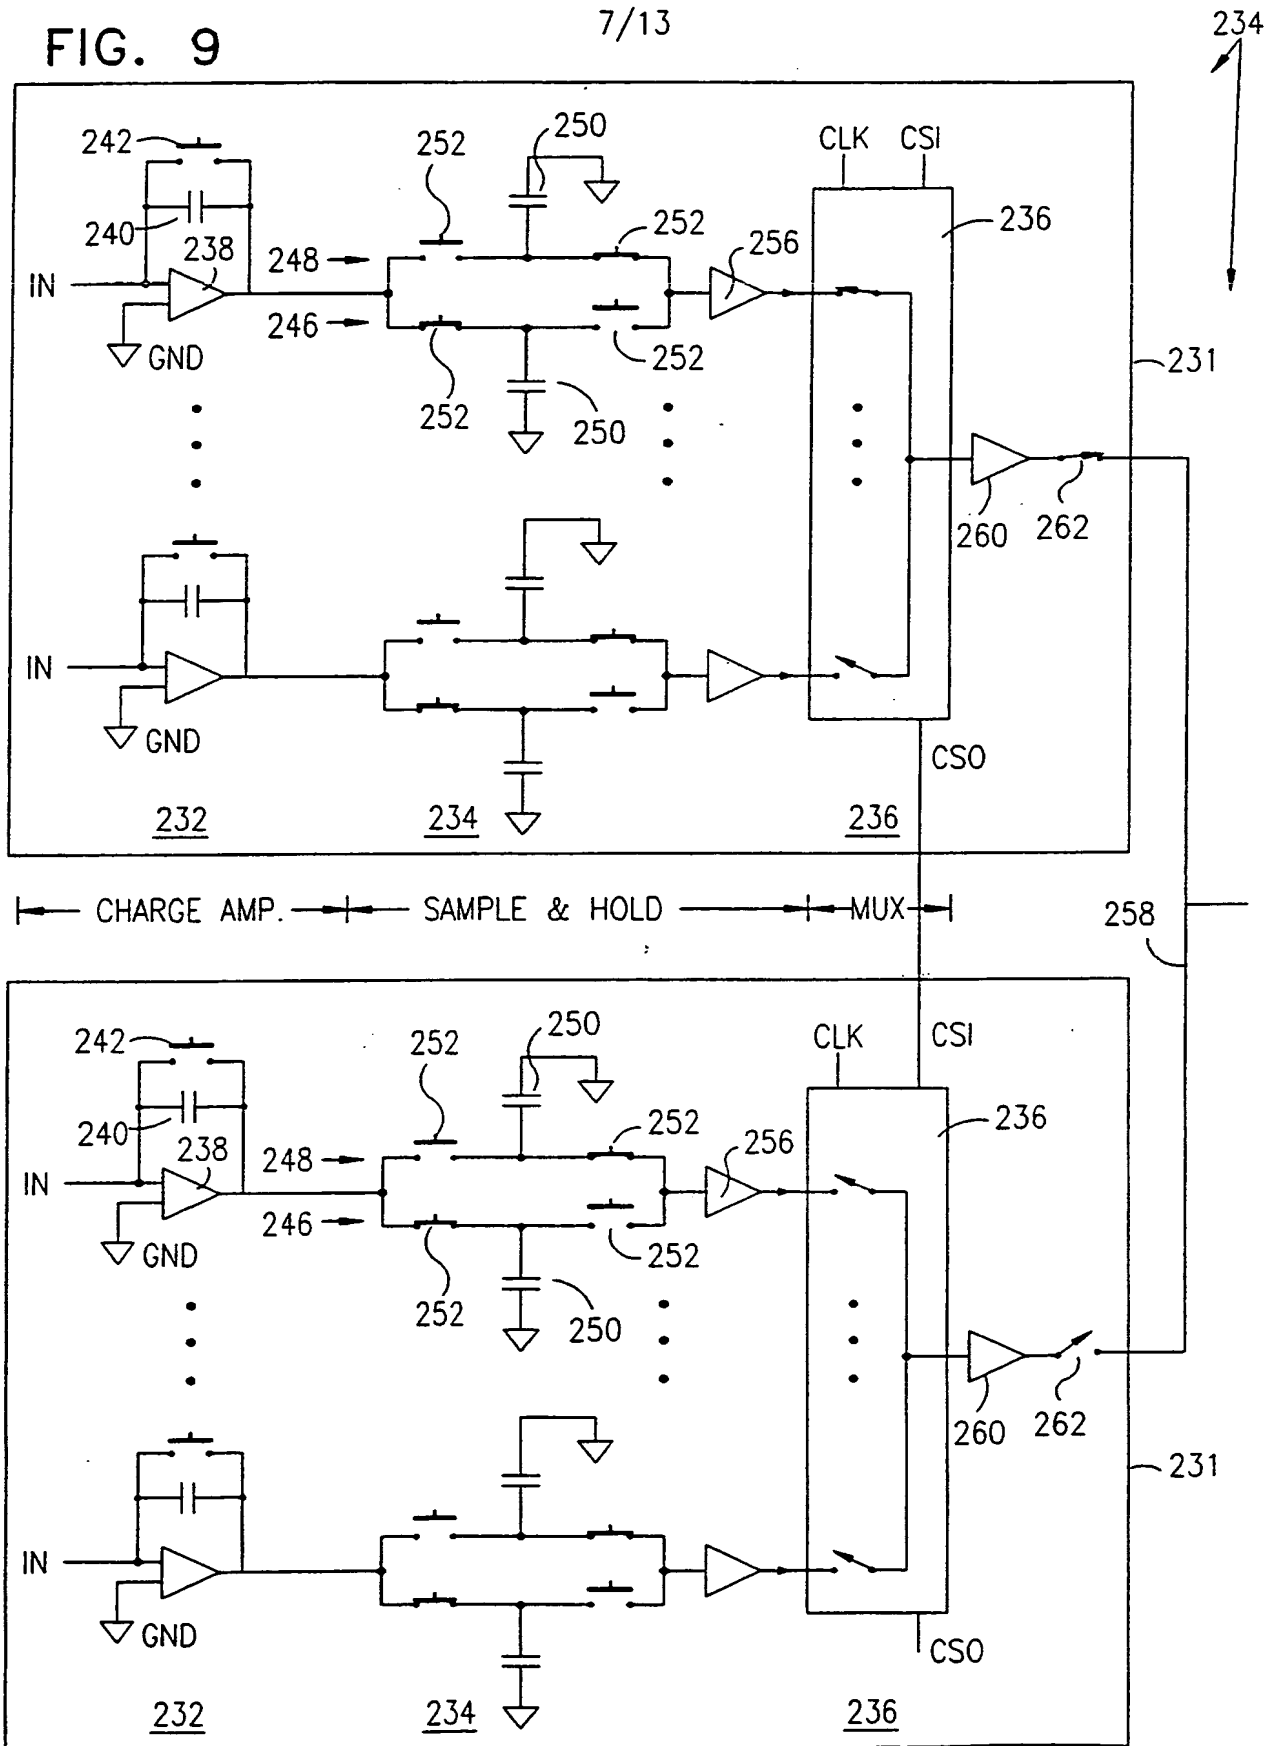 7/13
FIG. 9
234
242
252
250
CLK CSI
240
238
248
252
256
236
IN
246
GND
252
252
250
231
260
262
IN
GND
CSO
232 234 236
CHARGE AMP. SAMPLE & HOLD MUX
258
242
252
250
CLK CSI
240
238
248
252
256
236
IN
246
GND
252
252
250
260
262
231
IN
GND
CSO
232 234 236